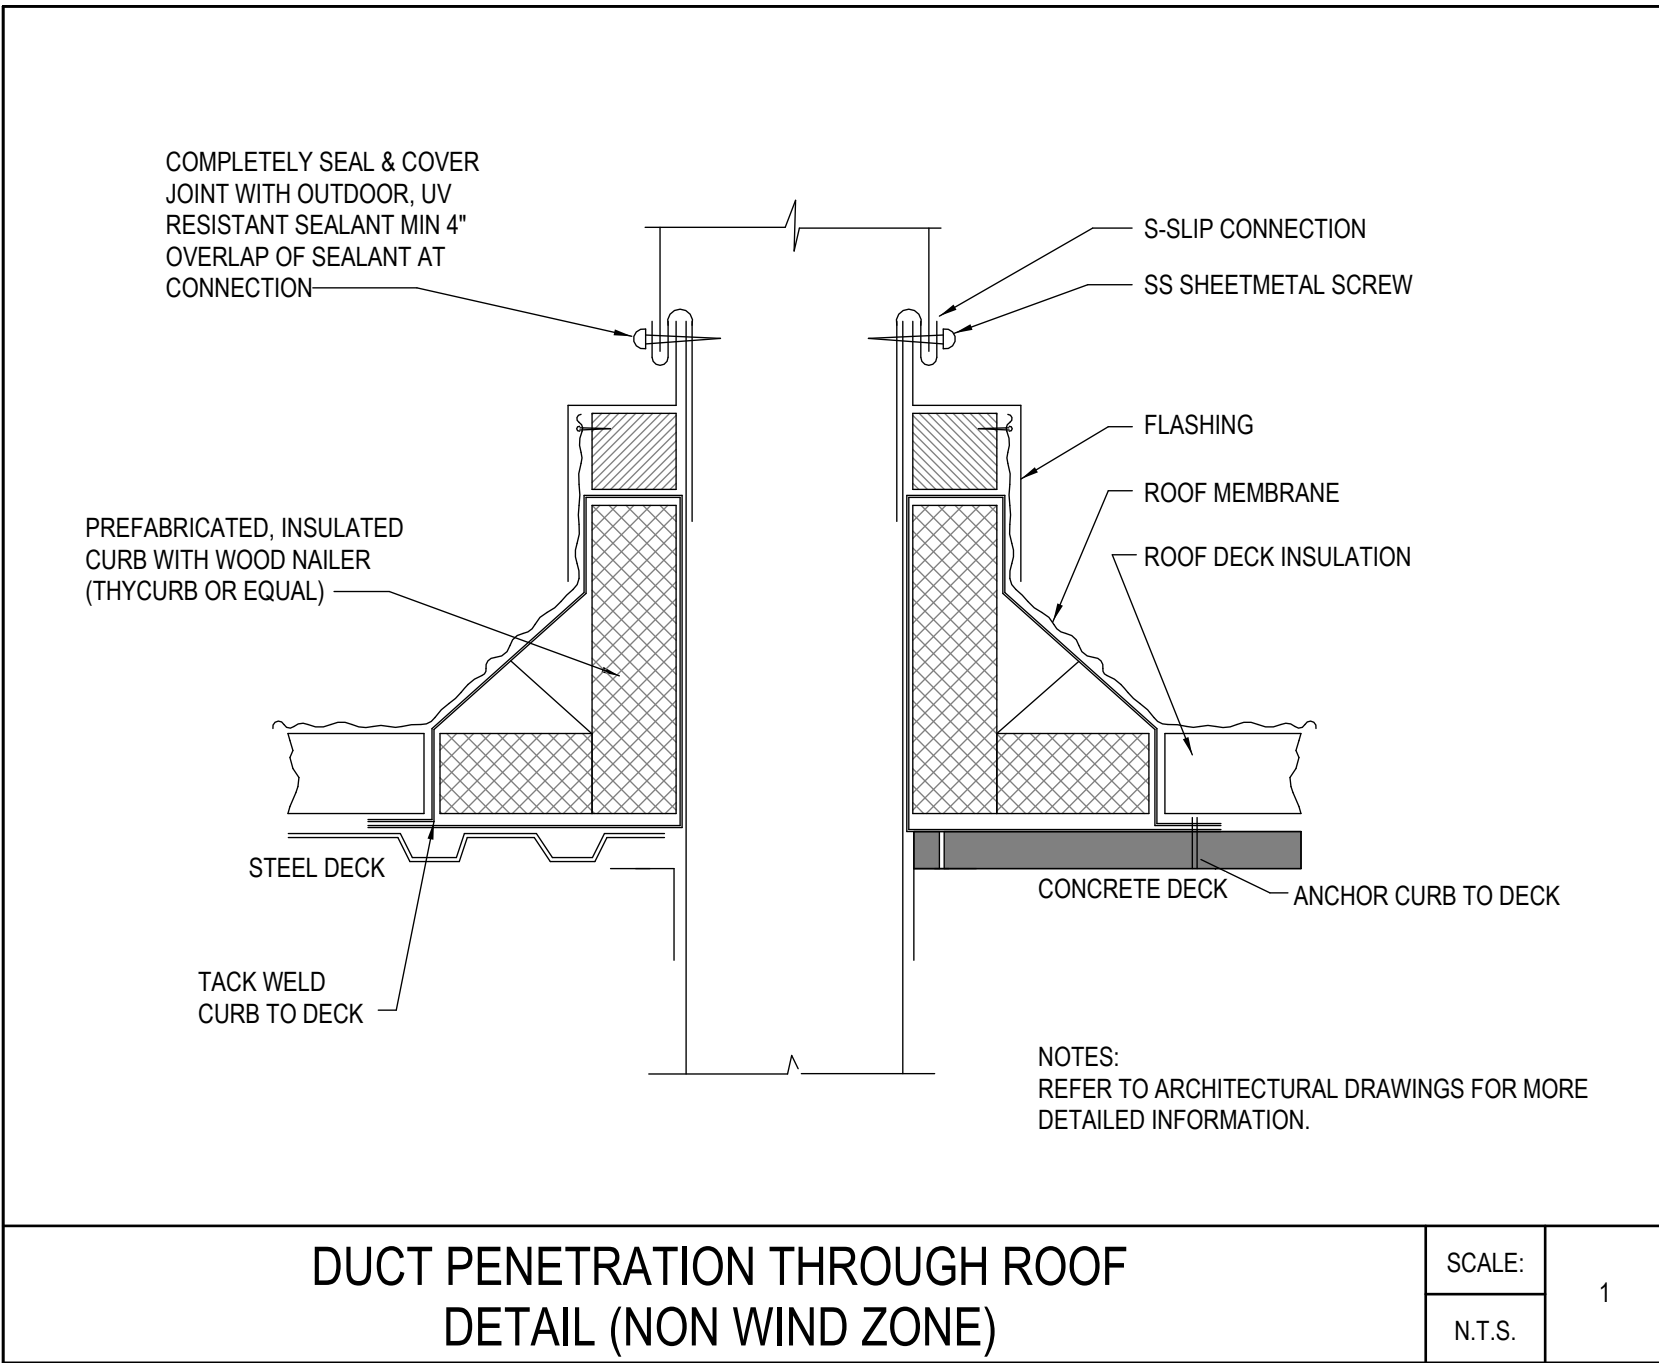 COMPLETELY SEAL & COVER
JOINT WITH OUTDOOR, UV
RESISTANT SEALANT MIN 4"
OVERLAP OF SEALANT AT
CONNECTION
S-SLIP CONNECTION
SS SHEETMETAL SCREW
FLASHING
ROOF MEMBRANE
ROOF DECK INSULATION
PREFABRICATED, INSULATED
CURB WITH WOOD NAILER
(THYCURB OR EQUAL)
STEEL DECK
CONCRETE DECK
ANCHOR CURB TO DECK
TACK WELD
CURB TO DECK
NOTES:
REFER TO ARCHITECTURAL DRAWINGS FOR MORE
DETAILED INFORMATION.
DUCT PENETRATION THROUGH ROOF
DETAIL (NON WIND ZONE)
SCALE:
N.T.S.
1